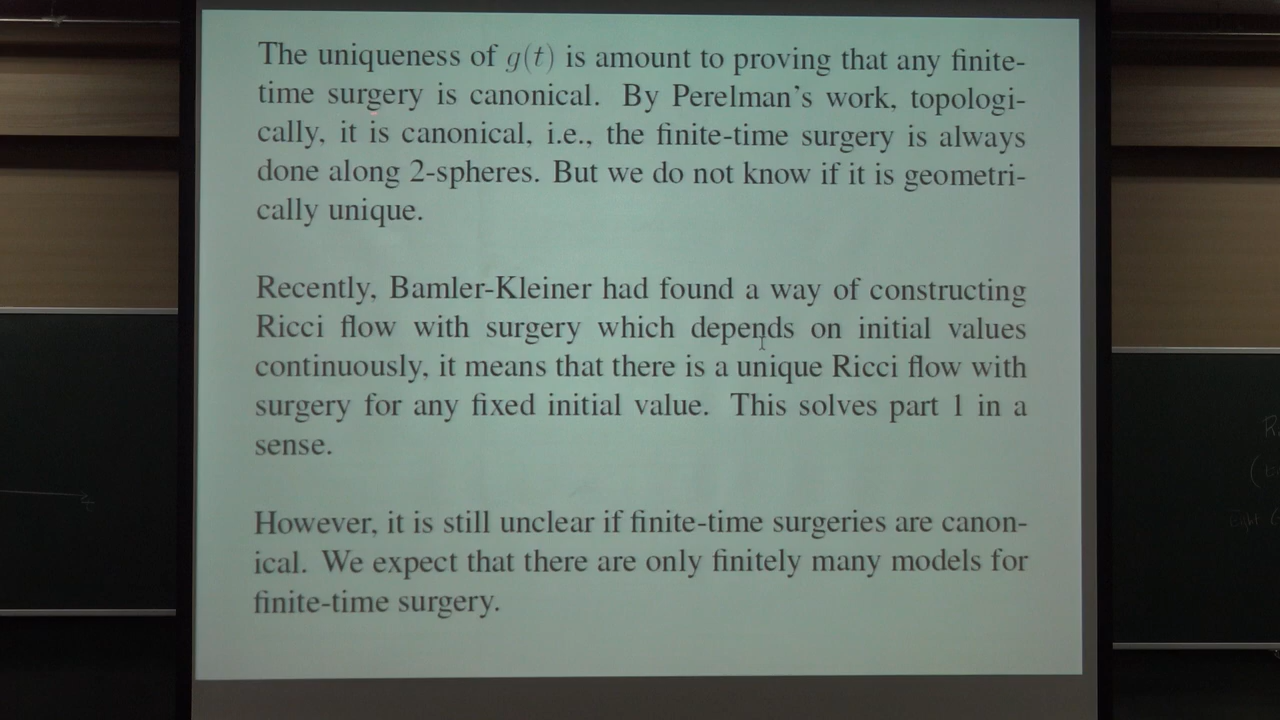 The uniqueness of g(t) is amount to proving that any finite-
time surgery is canonical. By Perelman's work, topologi-
cally, it is canonical, i.e., the finite-time surgery is always
done along 2-spheres. But we do not know if it is geometri-
cally unique.
Recently, Bamler-Kleiner had found a way of constructing
Ricci flow with surgery which depends on initial values
continuously, it means that there is a unique Ricci flow with
surgery for any fixed initial value. This solves part 1 in a
sense.
However, it is still unclear if finite-time surgeries are canon-
ical. We expect that there are only finitely many models for
finite-time surgery.